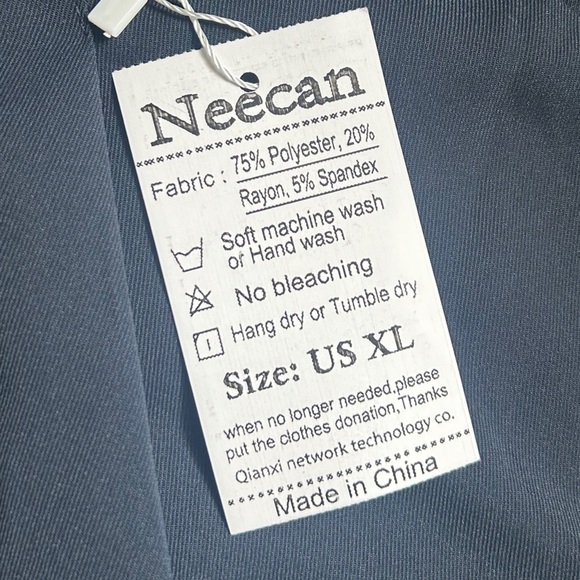 Neecan
Fabric : 75% Polyester, 20%
Rayon, 5% Spandex
Soft machine wash
or Hand wash
No bleaching
Hang dry or Tumble dry
Size: US XL
when no longer needed.please
put the clothes donation,Thanks
Qianxi network technology co.
Made in China